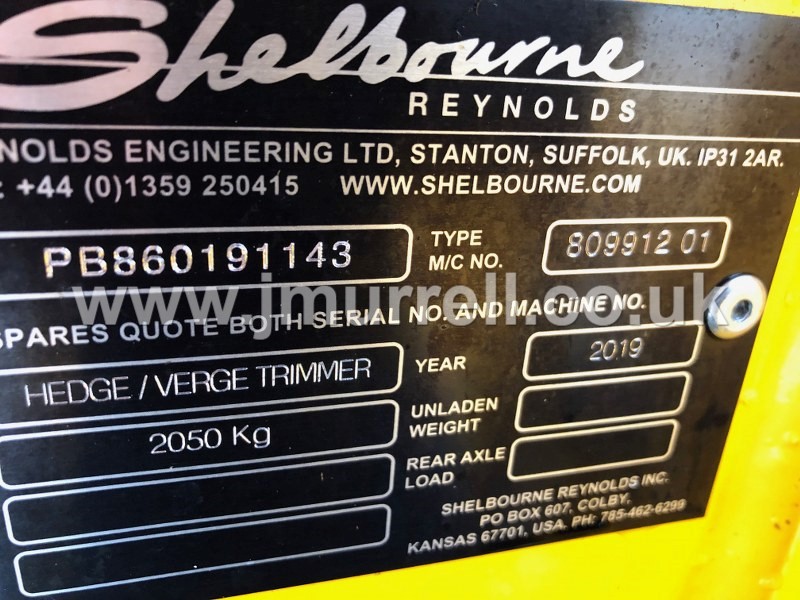 Shelbourne
REYNOLDS
NOLDS ENGINEERING LTD, STANTON, SUFFOLK, UK. IP31 2AR.
: +44 (0)1359 250415 WWW.SHELBOURNE.COM
PB860191143 TYPE M/C NO. 809912 01
www.jmurrell.co.uk
SPARES QUOTE BOTH SERIAL NO. AND MACHINE NO.
HEDGE / VERGE TRIMMER YEAR 2019
2050 Kg UNLADEN WEIGHT
REAR AXLE LOAD
SHELBOURNE REYNOLDS INC.
PO BOX 607, COLBY,
KANSAS 67701, USA. PH: 785-462-6299